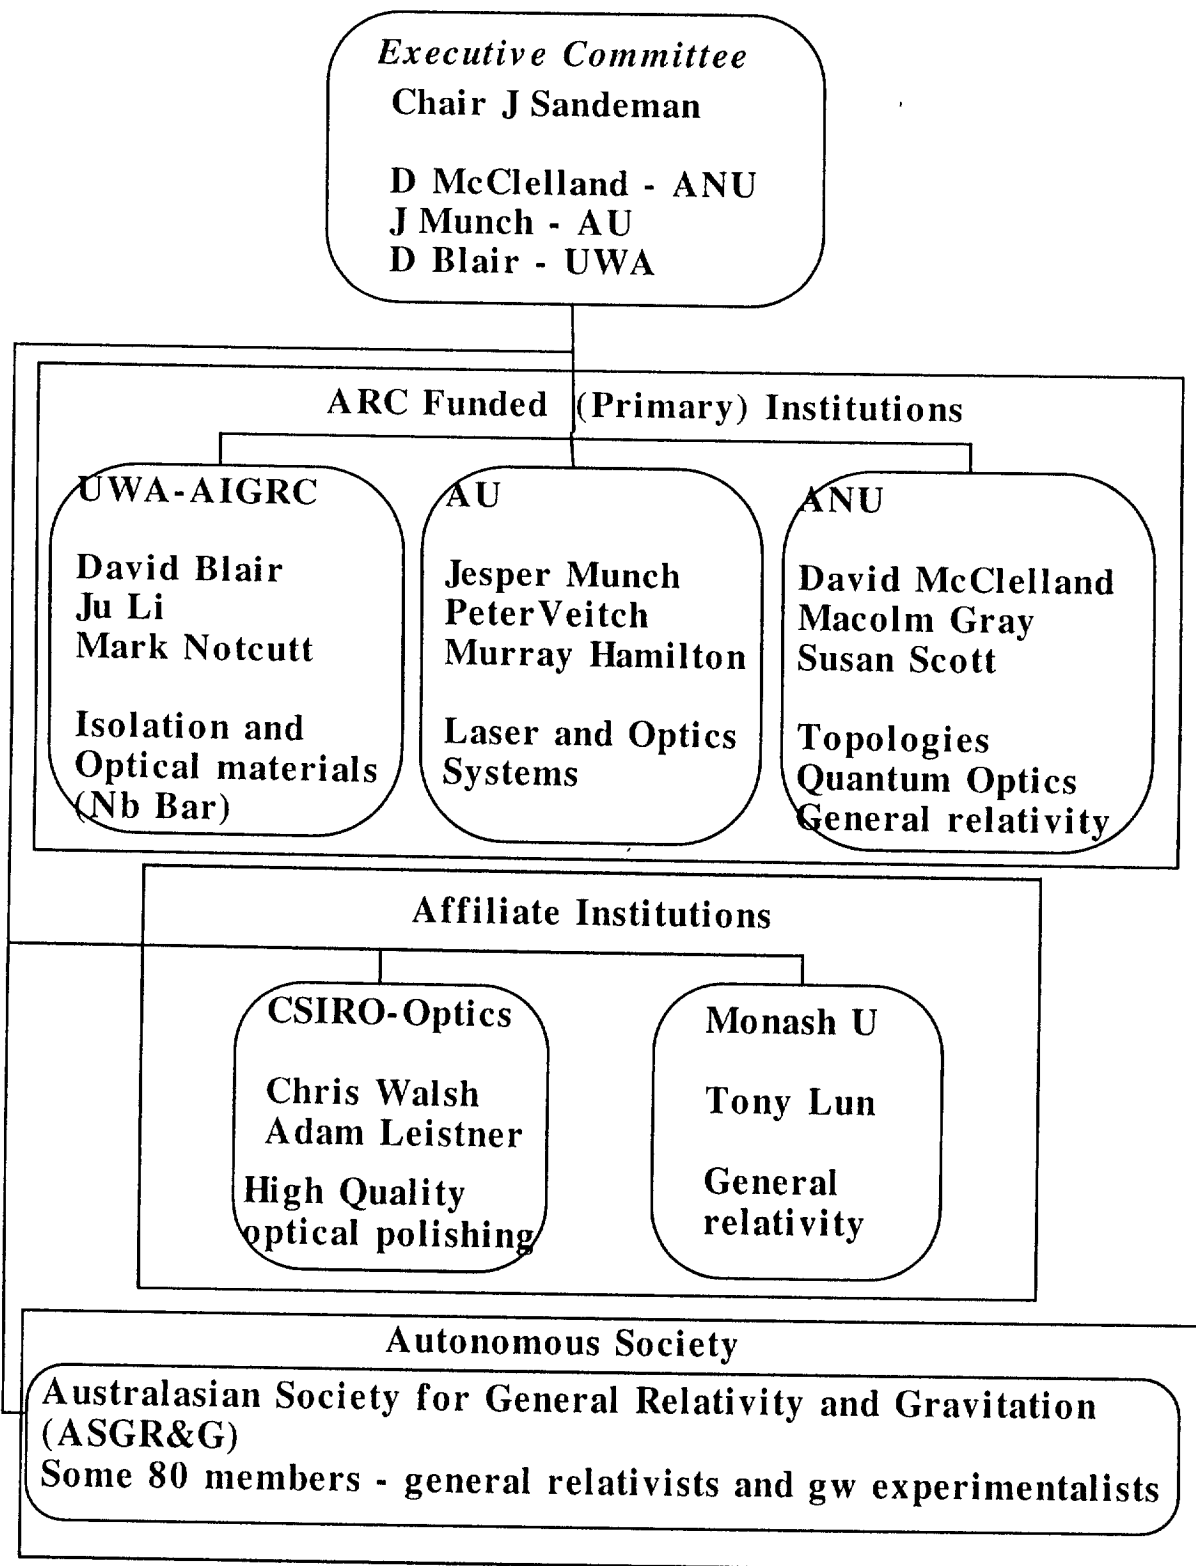 Executive Committee
Chair J Sandeman
D McClelland - ANU
J Munch - AU
D Blair - UWA
ARC Funded (Primary) Institutions
UWA-AIGRC
David Blair
Ju Li
Mark Notcutt
Isolation and
Optical materials
(Nb Bar)
AU
Jesper Munch
PeterVeitch
Murray Hamilton
Laser and Optics
Systems
ANU
David McClelland
Macolm Gray
Susan Scott
Topologies
Quantum Optics
General relativity
Affiliate Institutions
CSIRO-Optics
Chris Walsh
Adam Leistner
High Quality
optical polishing
Monash U
Tony Lun
General
relativity
Autonomous Society
Australasian Society for General Relativity and Gravitation
(ASGR&G)
Some 80 members - general relativists and gw experimentalists